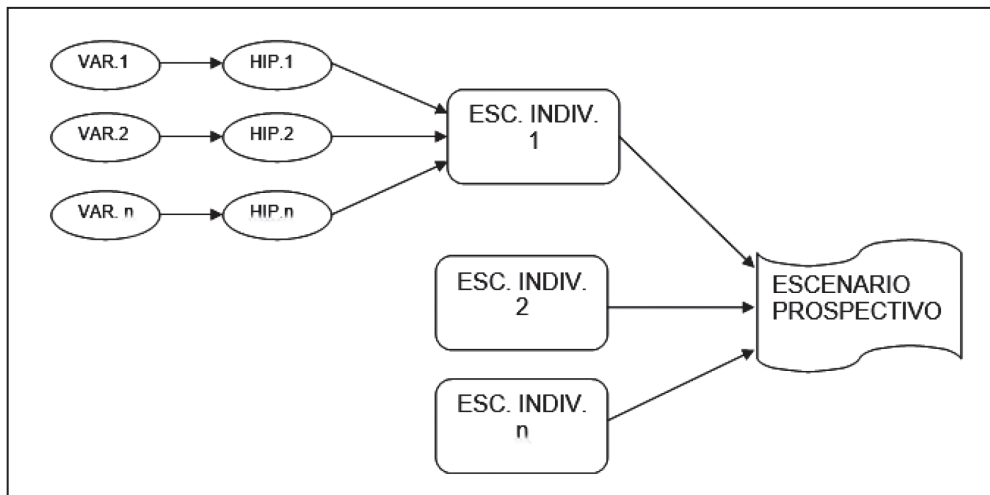 VAR.1
HIP.1
VAR.2
HIP.2
VAR. n
HIP.n
ESC. INDIV.
1
ESC. INDIV.
2
ESC. INDIV.
n
ESCENARIO
PROSPECTIVO